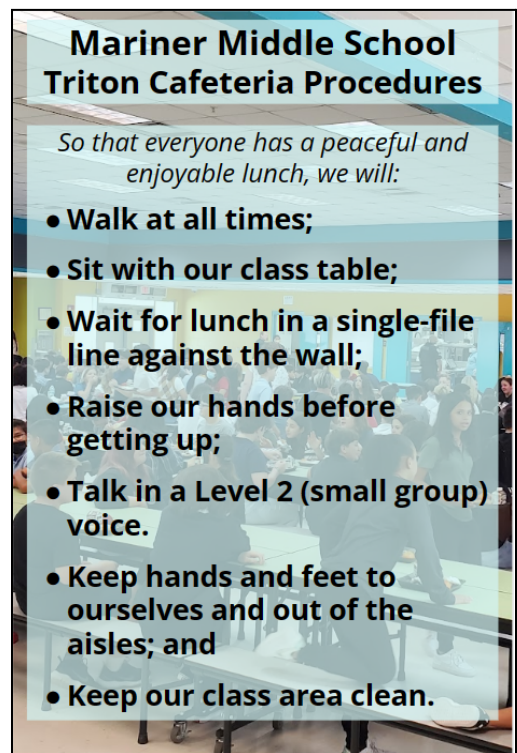 Mariner Middle School
Triton Cafeteria Procedures
So that everyone has a peaceful and
enjoyable lunch, we will:
● Walk at all times;
● Sit with our class table;
● Wait for lunch in a single-file
line against the wall;
● Raise our hands before
getting up;
● Talk in a Level 2 (small group)
voice.
● Keep hands and feet to
ourselves and out of the
aisles; and
● Keep our class area clean.